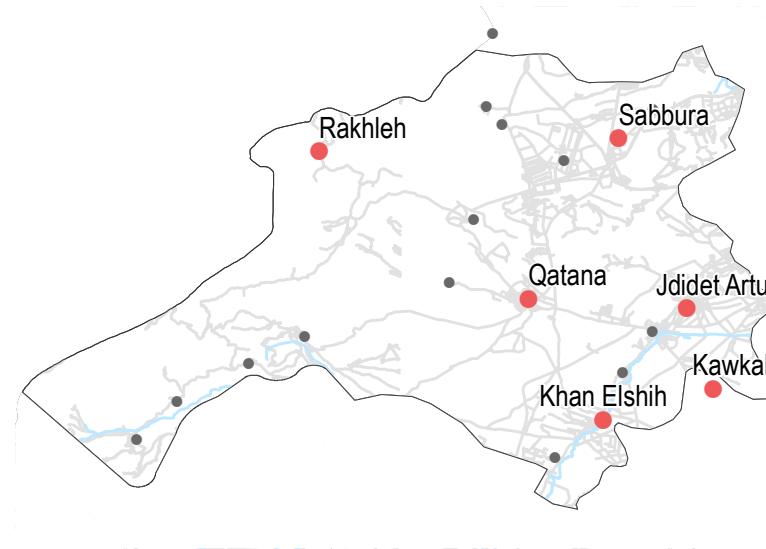 Sabbura
Rakhleh
Qatana
Jdidet Artu
Kawkal
Khan Elshih